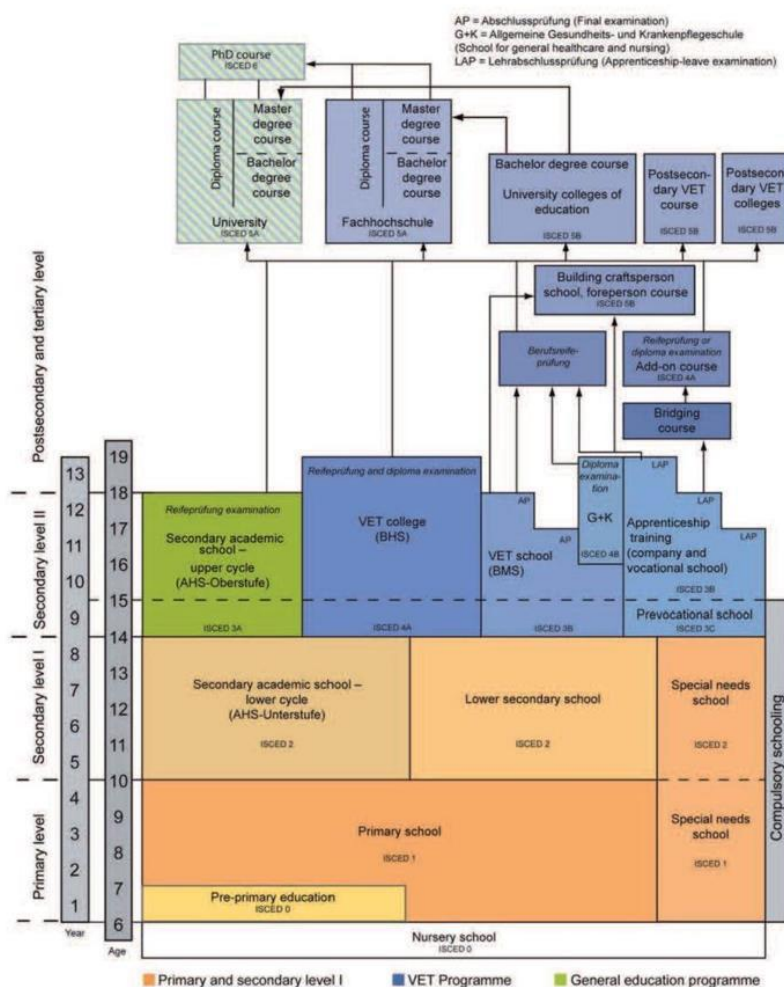 AP = Abschlussprüfung (Final examination)
G+K = Allgemeine Gesundheits- und Krankenpflegeschule
(School for general healthcare and nursing)
LAP = Lehrabschlussprüfung (Apprenticeship-leave examination)
PhD course
ISCED 6
Diploma course
Master
degree
course
Bachelor
degree
course
University
ISCED 5A
Diploma course
Master
degree
course
Bachelor
degree
course
Fachhochschule
ISCED 5A
Bachelor degree course
University colleges of
education
ISCED 5B
Postsecon-
dary VET
course
ISCED 5B
Postsecon-
dary VET
colleges
ISCED 5B
Building craftsperson
school, foreperson course
ISCED 5B
Berufsreife-
prüfung
Reifeprüfung or
diploma examination
Add-on course
ISCED 4A
Bridging
course
Postsecondary and tertiary level
Secondary level II
Secondary level I
Primary level
13
12
11
10
9
8
7
6
5
4
3
2
1
Year
19
18
17
16
15
14
13
12
11
10
9
8
7
6
Age
Reifeprüfung examination
Secondary academic
school –
upper cycle
(AHS-Oberstufe)
ISCED 3A
Reifeprüfung and diploma examination
VET college
(BHS)
ISCED 4A
AP
AP
VET school
(BMS)
ISCED 3B
Diploma
examina-
tion
G+K
ISCED 4B
LAP
LAP
LAP
Apprenticeship
training
(company and
vocational school)
ISCED 3B
Prevocational school
ISCED 3C
Secondary academic school –
lower cycle
(AHS-Unterstufe)
ISCED 2
Lower secondary school
ISCED 2
Special needs
school
ISCED 2
Primary school
ISCED 1
Special needs
school
ISCED 1
Pre-primary education
ISCED 0
Nursery school
ISCED 0
Compulsory schooling
Primary and secondary level I
VET Programme
General education programme